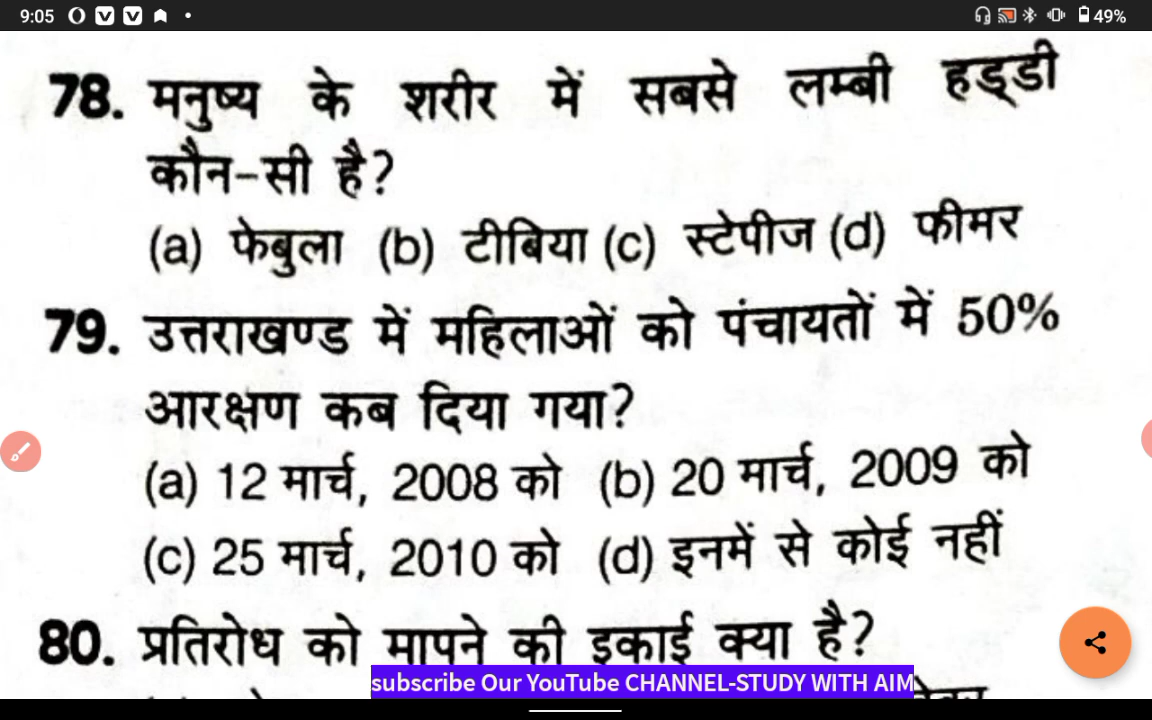 9:05
49%
78. मनुष्य के शरीर में सबसे लम्बी हड्डी
कौन-सी है?
(a) फेबुला (b) टीबिया (c) स्टेपीज (d) फीमर
79. उत्तराखण्ड में महिलाओं को पंचायतों में 50%
आरक्षण कब दिया गया?
(a) 12 मार्च, 2008 को (b) 20 मार्च, 2009 को
(c) 25 मार्च, 2010 को (d) इनमें से कोई नहीं
80. प्रतिरोध को मापने की इकाई क्या है?
subscribe Our YouTube CHANNEL-STUDY WITH AIM